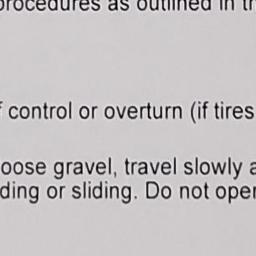 procedures as outlined in th
f control or overturn (if tires
oose gravel, travel slowly a
ding or sliding. Do not oper